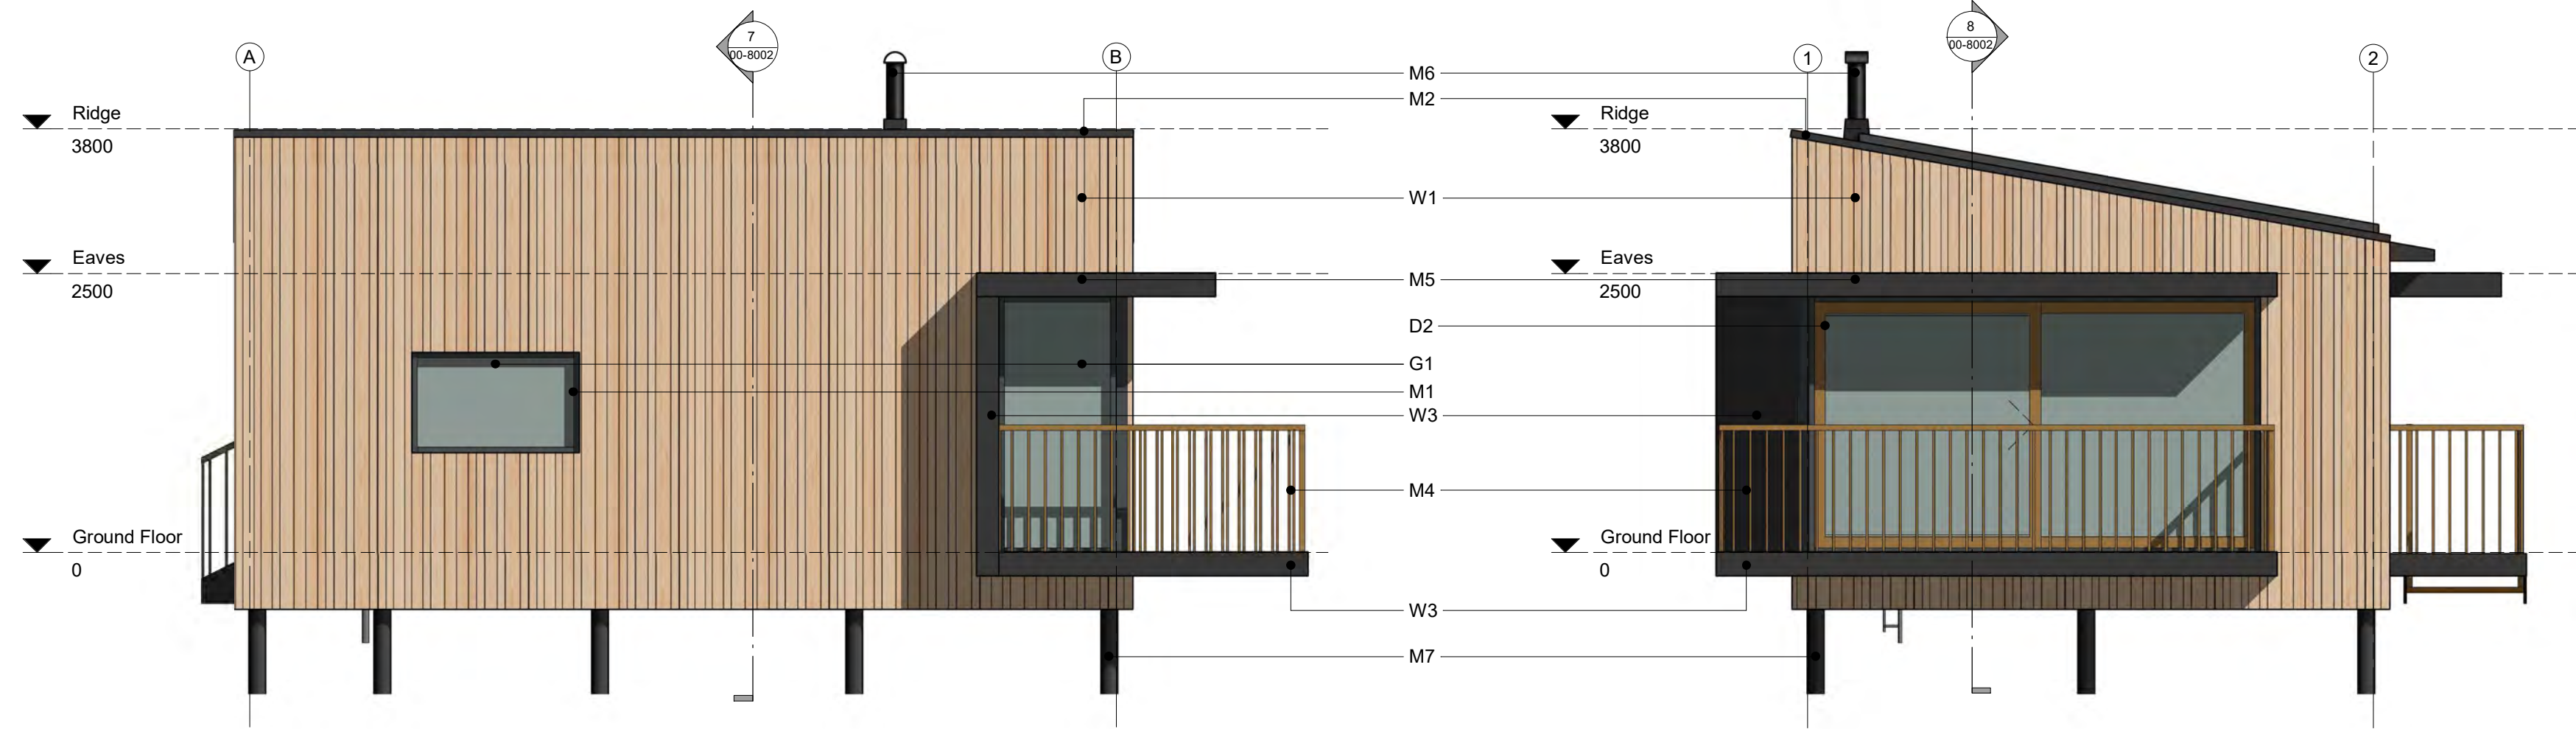 A
7
00-8002
B
Ridge
3800
Eaves
2500
Ground Floor
0
M6
M2
W1
M5
D2
G1
M1
W3
M4
W3
M7
1
8
00-8002
2
Ridge
3800
Eaves
2500
Ground Floor
0